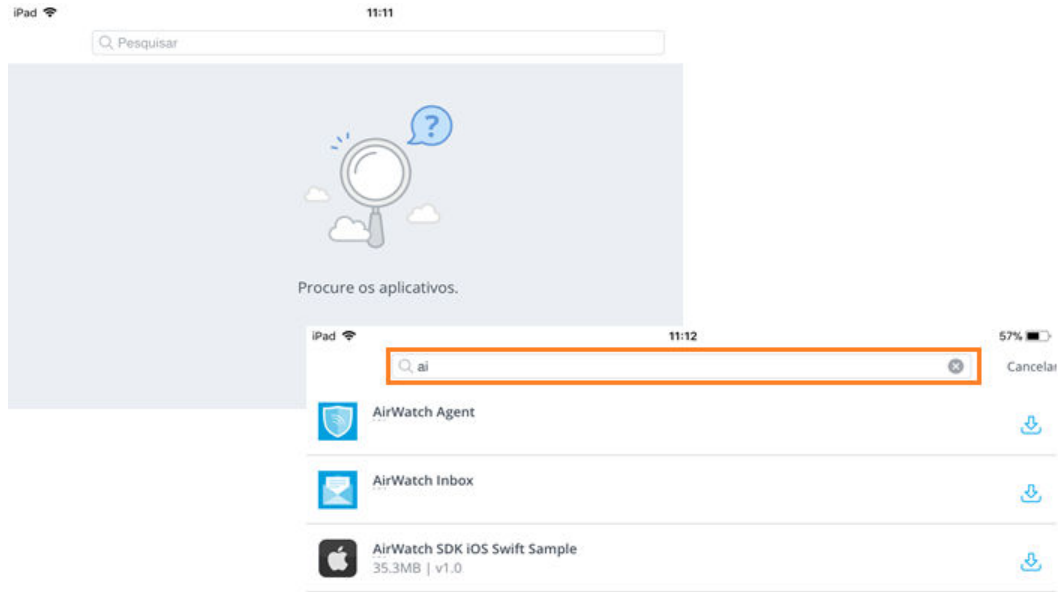 iPad 11:11
Pesquisar
?
Procure os aplicativos.
iPad 11:12 57%
ai Cancelar
AirWatch Agent
AirWatch Inbox
AirWatch SDK iOS Swift Sample
35.3MB | v1.0